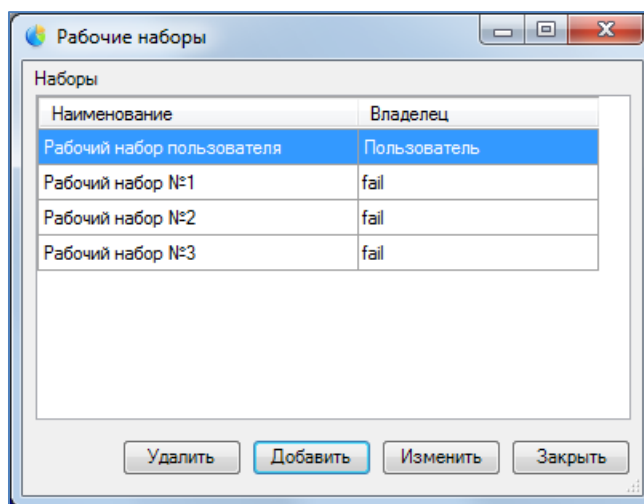 Рабочие наборы
Наборы
Наименование Владелец
Рабочий набор пользователя Пользователь
Рабочий набор №1 fail
Рабочий набор №2 fail
Рабочий набор №3 fail
Удалить Добавить Изменить Закрыть